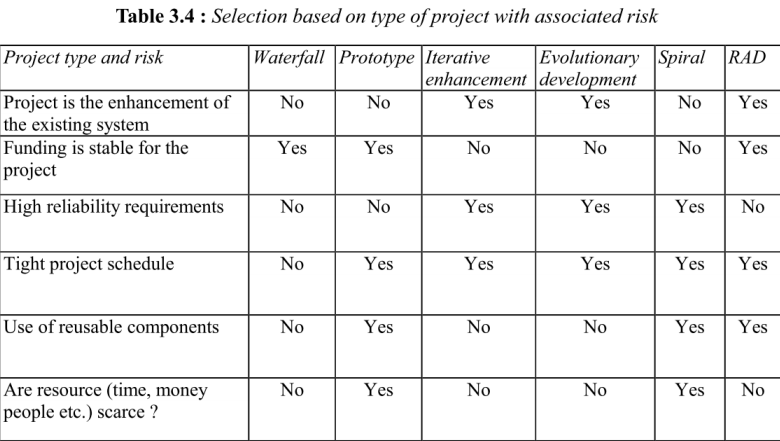 Table 3.4 : Selection based on type of project with associated risk
Project type and risk Waterfall Prototype Iterative enhancement Evolutionary development Spiral RAD
Project is the enhancement of the existing system No No Yes Yes No Yes
Funding is stable for the project Yes Yes No No No Yes
High reliability requirements No No Yes Yes Yes No
Tight project schedule No Yes Yes Yes Yes Yes
Use of reusable components No Yes No No Yes Yes
Are resource (time, money people etc.) scarce ? No Yes No No Yes No